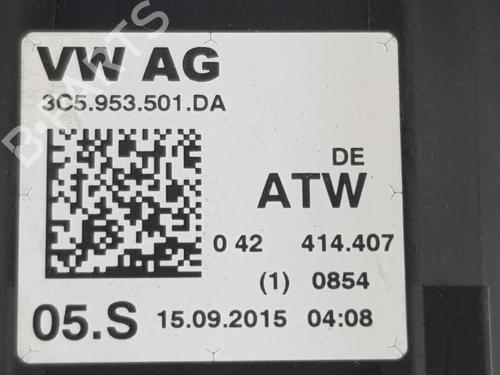 VW AG
3C5.953.501.DA
DE
ATW
0 42 414.407
(1) 0854
05.S 15.09.2015 04:08
B-PARTS